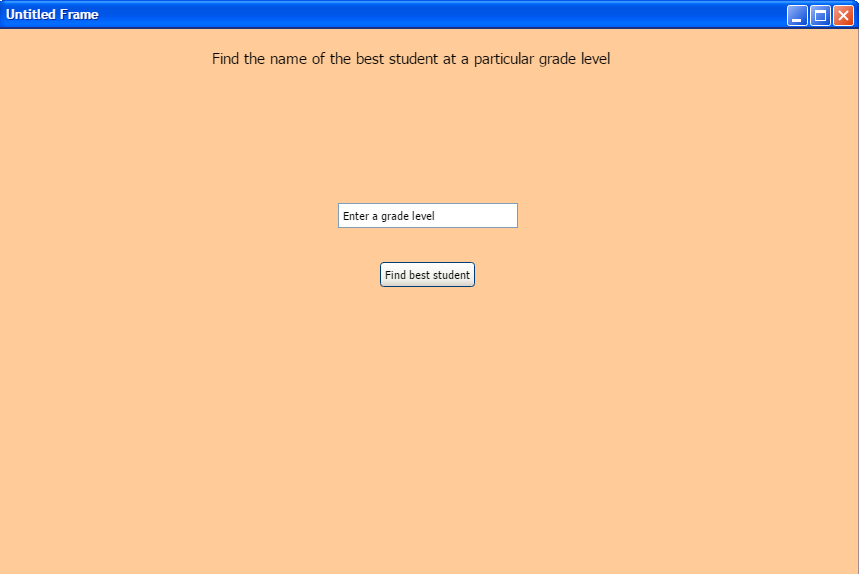 Untitled Frame
Find the name of the best student at a particular grade level
Enter a grade level
Find best student